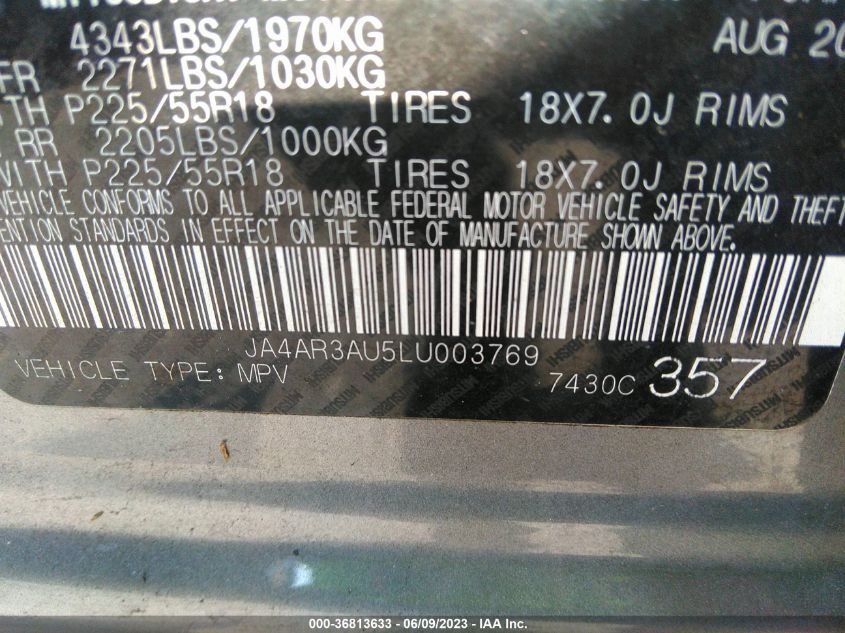 4343LBS/1970KG AUG 20
FR 2271LBS/1030KG
TH P225/55R18 TIRES 18X7.0J RIMS
RR 2205LBS/1000KG
WITH P225/55R18 TIRES 18X7.0J RIMS
VEHICLE CONFORMS TO ALL APPLICABLE FEDERAL MOTOR VEHICLE SAFETY AND THEFT
ENTION STANDARDS IN EFFECT ON THE DATE OF MANUFACTURE SHOWN ABOVE.
JA4AR3AU5LU003769
VEHICLE TYPE: MPV 7430C 357
000-36813633 - 06/09/2023 - IAA Inc.